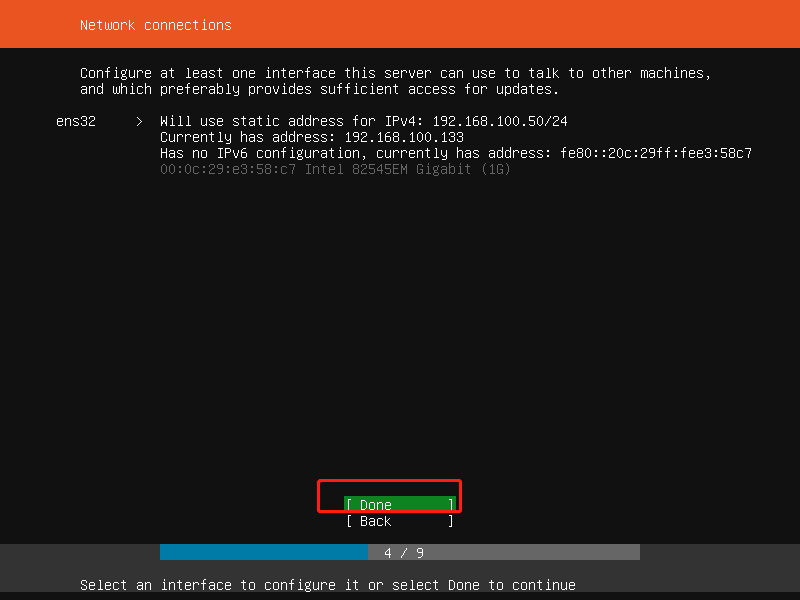 Network connections
Configure at least one interface this server can use to talk to other machines,
and which preferably provides sufficient access for updates.
ens32 > Will use static address for IPv4: 192.168.100.50/24
Currently has address: 192.168.100.133
Has no IPv6 configuration, currently has address: fe80::20c:29ff:fee3:58c7
00:0c:29:e3:58:c7 Intel 82545EM Gigabit (1G)
[ Done ]
[ Back ]
4 / 9
Select an interface to configure it or select Done to continue